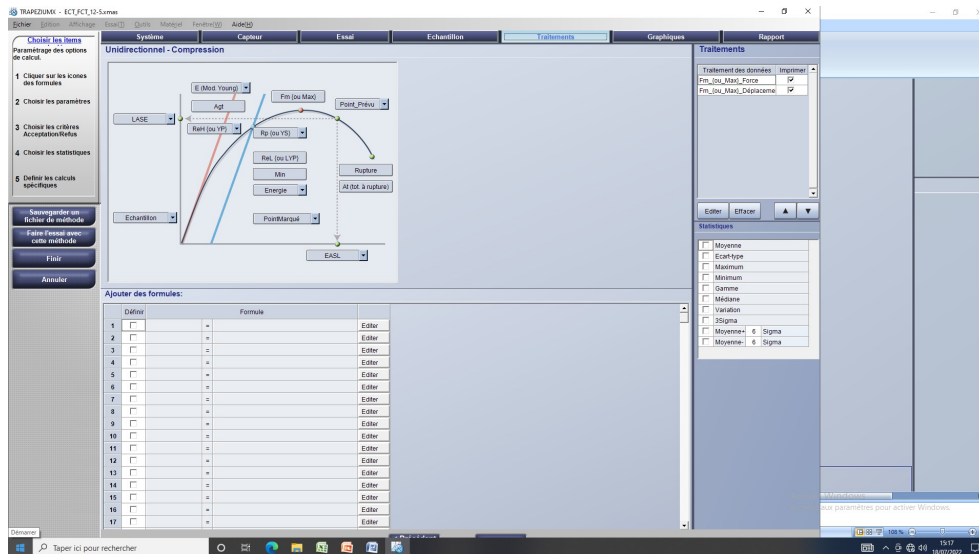 TRAPEZIUMX - ECT_FCT_12-5.xmas
Fichier Edition Affichage Essai(T) Outils Matériel Fenêtre(W) Aide(H)
Choisir les items
Paramétrage des options de calcul.
1 Cliquer sur les icones des formules
2 Choisir les paramètres
3 Choisir les critères Acceptation/Refus
4 Choisir les statistiques
5 Définir les calculs spécifiques
Sauvegarder un fichier de méthode
Faire l'essai avec cette méthode
Finir
Annuler
Système Capteur Essai Echantillon Traitements Graphiques Rapport
Unidirectionnel - Compression
E (Mod. Young)
Agt
Fm (ou Max)
Point_Prévu
LASE
ReH (ou YP)
Rp (ou YS)
ReL (ou LYP)
Min
Energie
Rupture
At (tot. à rupture)
Echantillon
PointMarqué
EASL
Ajouter des formules:
Définir Formule
1 = Editer
2 = Editer
3 = Editer
4 = Editer
5 = Editer
6 = Editer
7 = Editer
8 = Editer
9 = Editer
10 = Editer
11 = Editer
12 = Editer
13 = Editer
14 = Editer
15 = Editer
16 = Editer
17 = Editer
Traitements
Traitement des données Imprimer
Fm_(ou_Max)_Force
Fm_(ou_Max)_Déplaceme
Editer Effacer
Statistiques
Moyenne
Ecart-type
Maximum
Minimum
Gamme
Médiane
Variation
3Sigma
Moyenne+ 6 Sigma
Moyenne- 6 Sigma
aux paramètres pour activer Windows.
100 %
Démarrer
Taper ici pour rechercher
15:17
18/07/2022